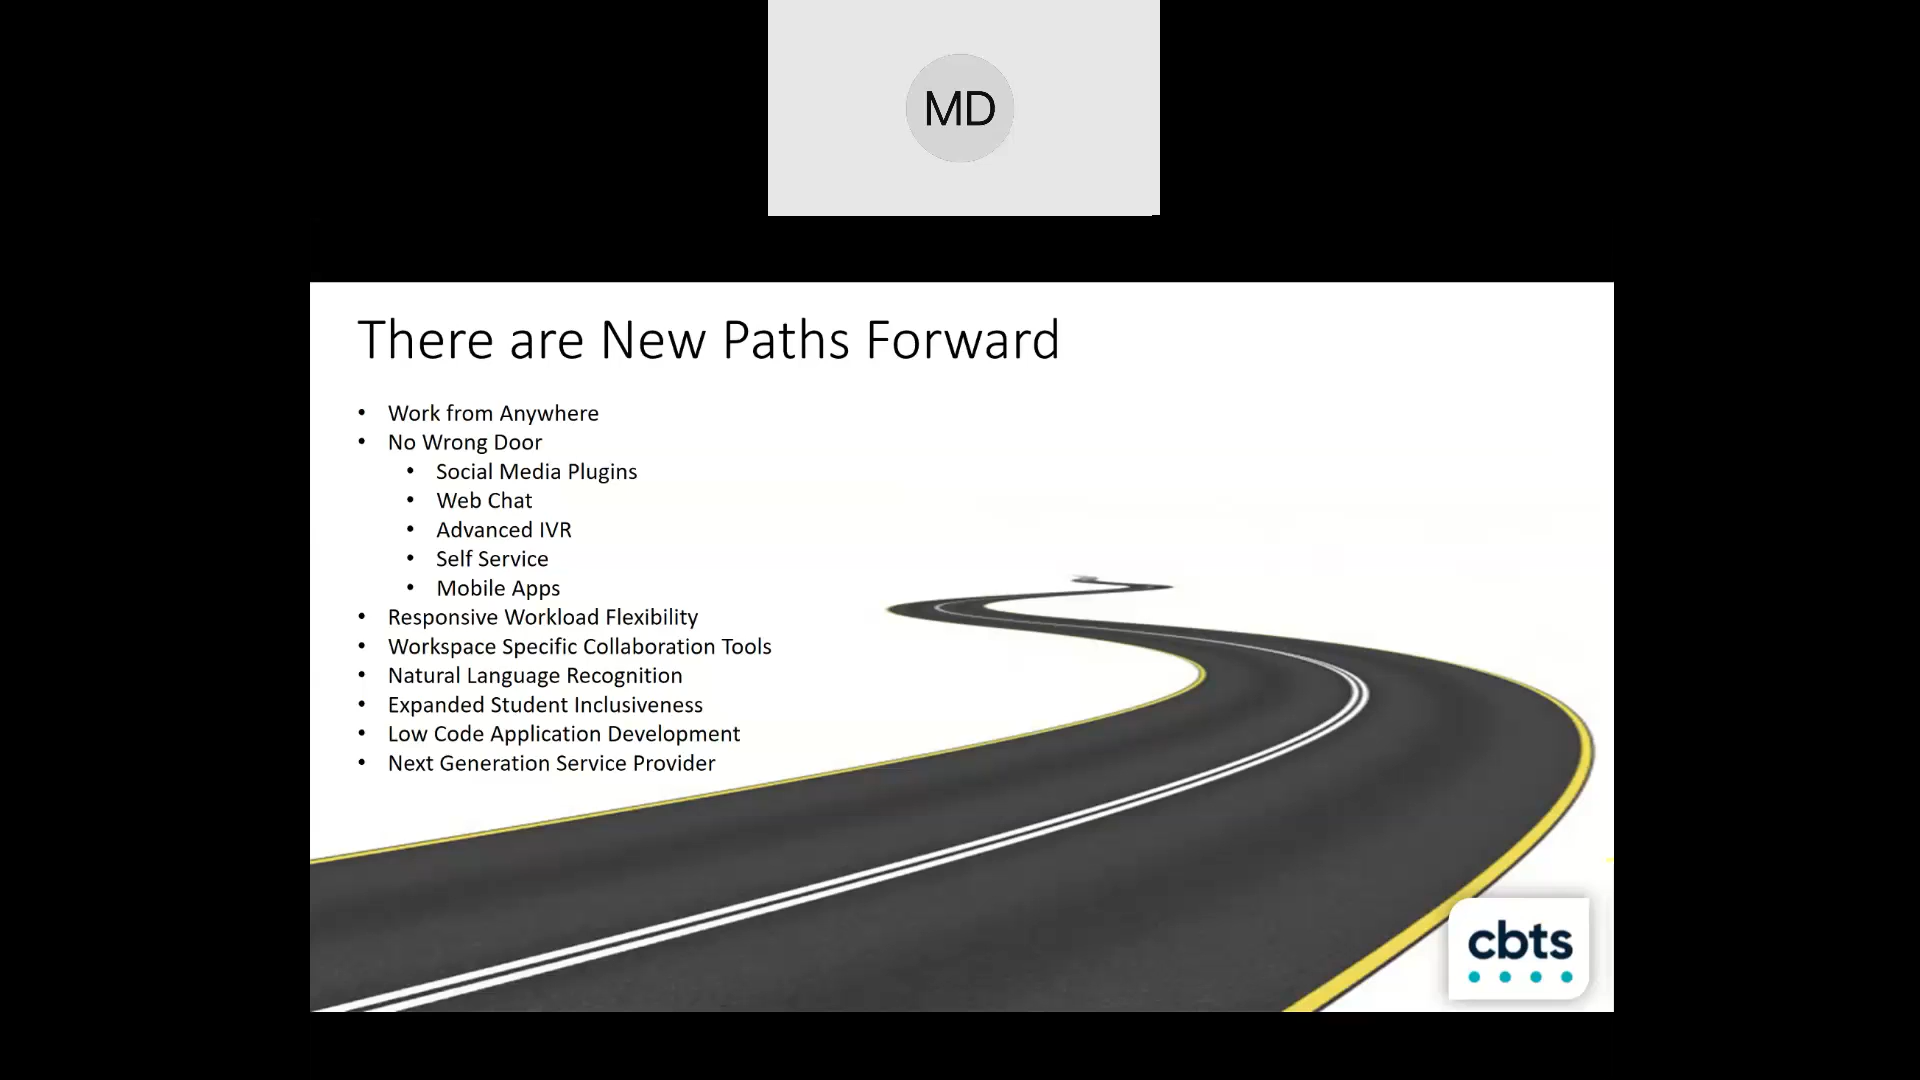 MD
There are New Paths Forward
• Work from Anywhere
• No Wrong Door
• Social Media Plugins
• Web Chat
• Advanced IVR
• Self Service
• Mobile Apps
• Responsive Workload Flexibility
• Workspace Specific Collaboration Tools
• Natural Language Recognition
• Expanded Student Inclusiveness
• Low Code Application Development
• Next Generation Service Provider
cbts